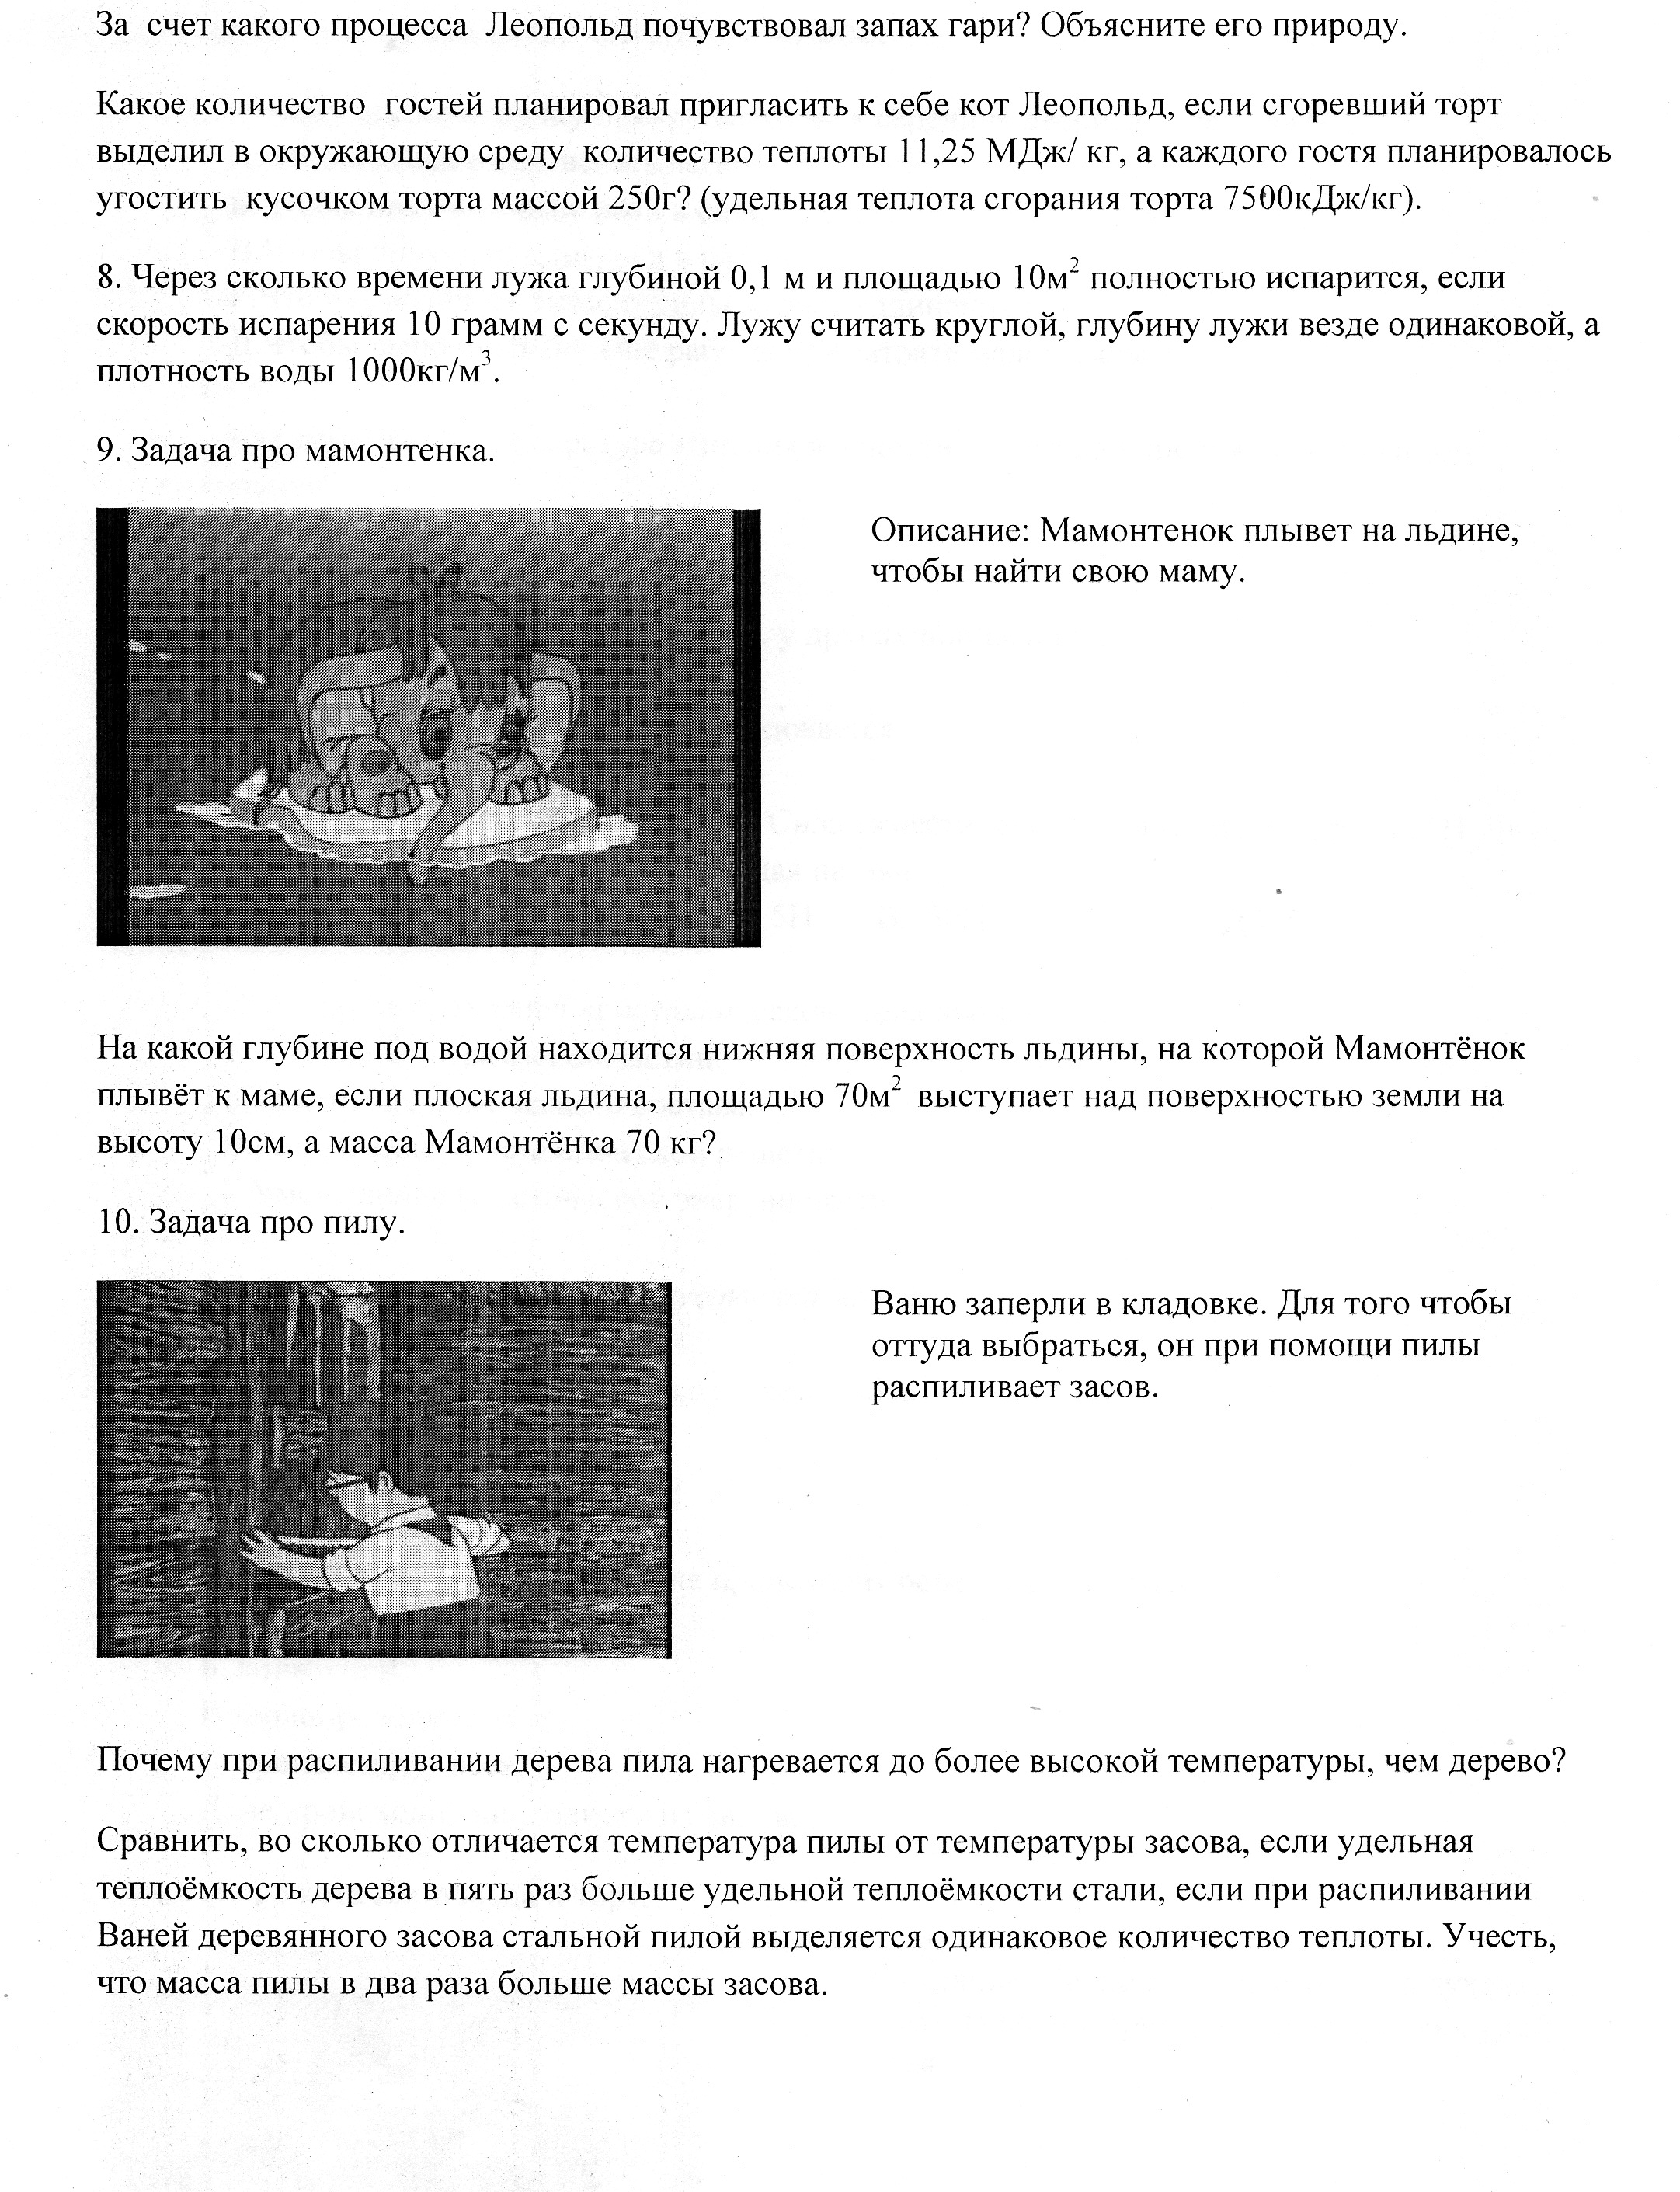 За счет какого процесса Леопольд почувствовал запах гари? Объясните его природу.
Какое количество гостей планировал пригласить к себе кот Леопольд, если сгоревший торт
выделил в окружающую среду количество теплоты 11,25 МДж/ кг, а каждого гостя планировалось
угостить кусочком торта массой 250г? (удельная теплота сгорания торта 7500кДж/кг).
8. Через сколько времени лужа глубиной 0,1 м и площадью 10м² полностью испарится, если
скорость испарения 10 грамм с секунду. Лужу считать круглой, глубину лужи везде одинаковой, а
плотность воды 1000кг/м³.
9. Задача про мамонтенка.
Описание: Мамонтенок плывет на льдине,
чтобы найти свою маму.
На какой глубине под водой находится нижняя поверхность льдины, на которой Мамонтёнок
плывёт к маме, если плоская льдина, площадью 70м² выступает над поверхностью земли на
высоту 10см, а масса Мамонтёнка 70 кг?
10. Задача про пилу.
Ваню заперли в кладовке. Для того чтобы
оттуда выбраться, он при помощи пилы
распиливает засов.
Почему при распиливании дерева пила нагревается до более высокой температуры, чем дерево?
Сравнить, во сколько отличается температура пилы от температуры засова, если удельная
теплоёмкость дерева в пять раз больше удельной теплоёмкости стали, если при распиливании
Ваней деревянного засова стальной пилой выделяется одинаковое количество теплоты. Учесть,
что масса пилы в два раза больше массы засова.